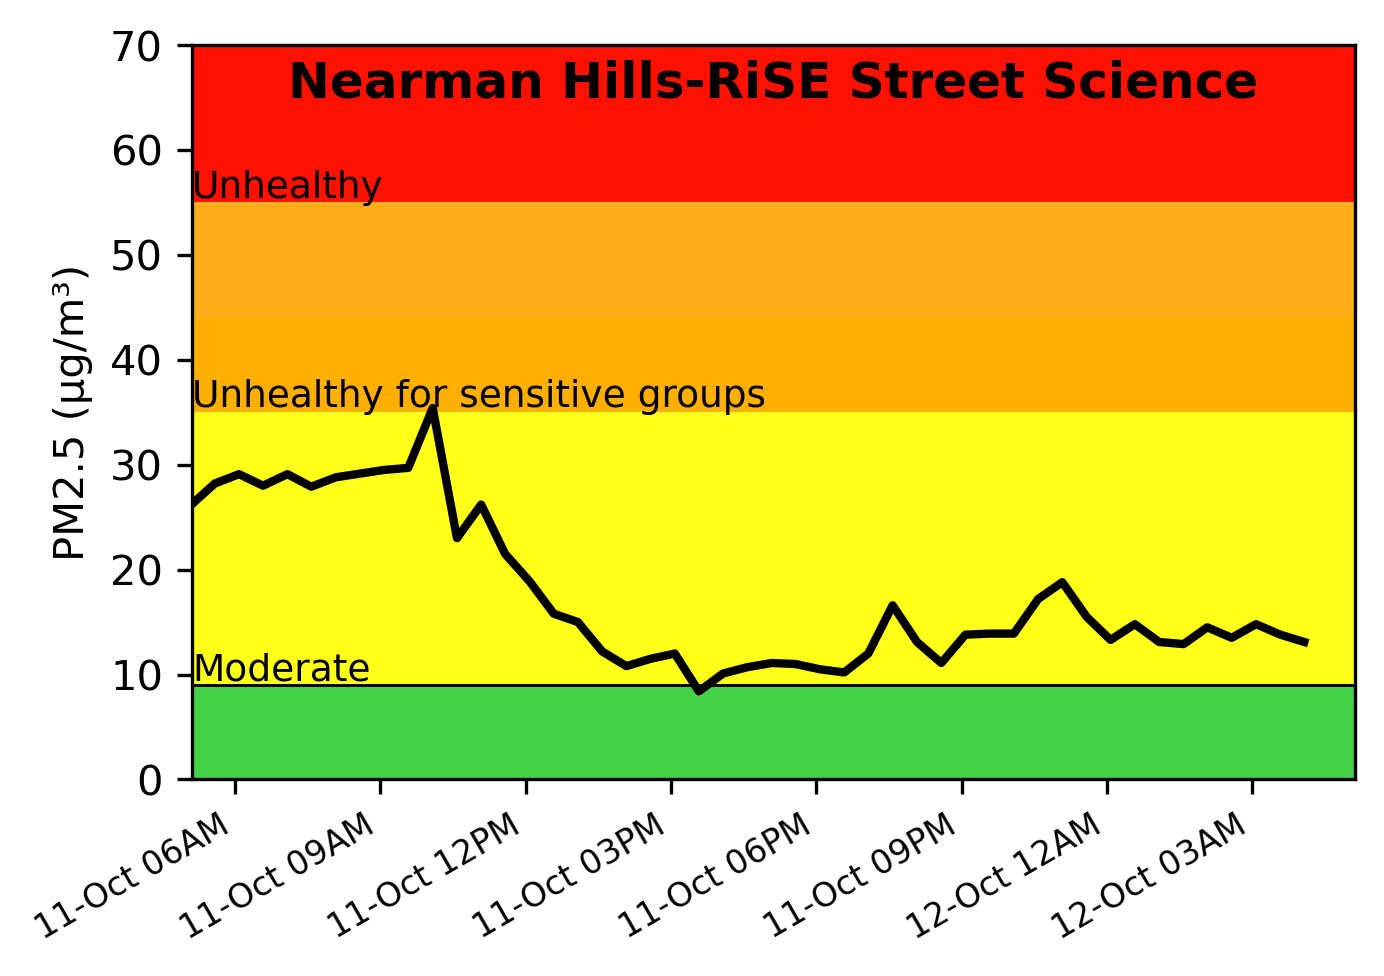 Nearman Hills-RiSE Street Science
PM2.5 (µg/m³)
70
60
50
40
30
20
10
0
Unhealthy
Unhealthy for sensitive groups
Moderate
11-Oct 06AM
11-Oct 09AM
11-Oct 12PM
11-Oct 03PM
11-Oct 06PM
11-Oct 09PM
12-Oct 12AM
12-Oct 03AM